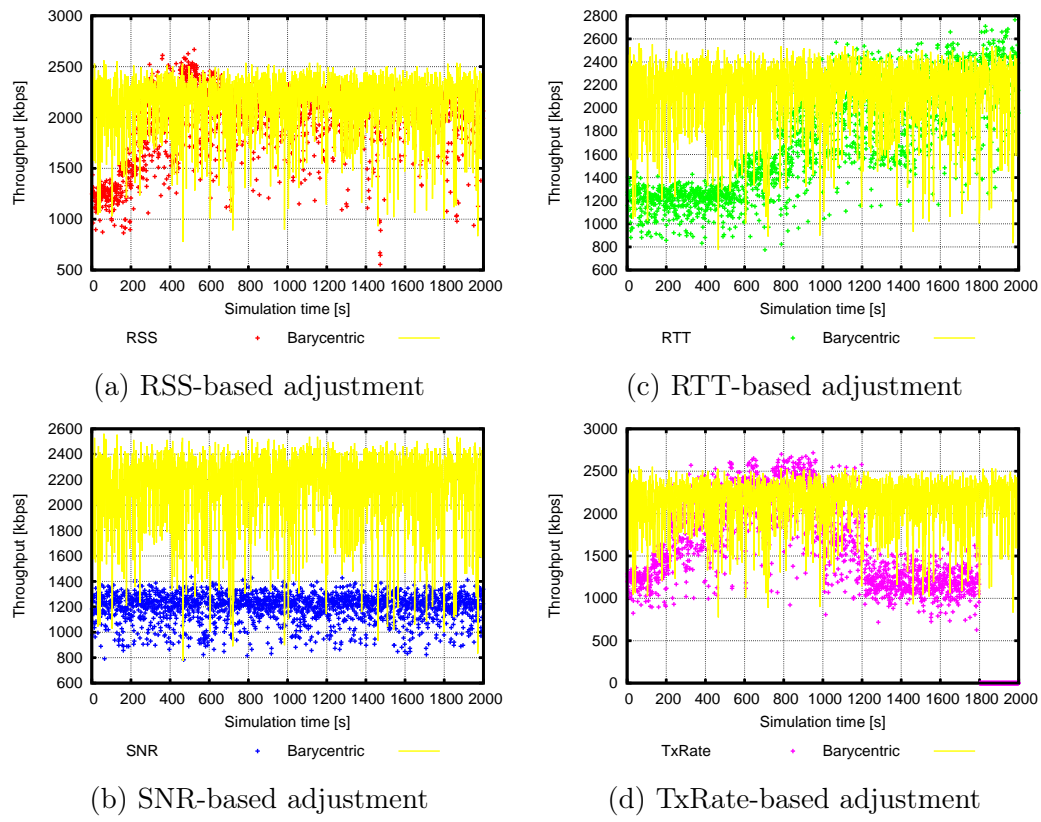 3000
2500
2000
1500
1000
500
Throughput [kbps]
0 200 400 600 800 1000 1200 1400 1600 1800 2000
Simulation time [s]
RSS Barycentric
(a) RSS-based adjustment
2800
2600
2400
2200
2000
1800
1600
1400
1200
1000
800
600
Throughput [kbps]
0 200 400 600 800 1000 1200 1400 1600 1800 2000
Simulation time [s]
RTT Barycentric
(c) RTT-based adjustment
2600
2400
2200
2000
1800
1600
1400
1200
1000
800
600
Throughput [kbps]
0 200 400 600 800 1000 1200 1400 1600 1800 2000
Simulation time [s]
SNR Barycentric
(b) SNR-based adjustment
3000
2500
2000
1500
1000
500
0
Throughput [kbps]
0 200 400 600 800 1000 1200 1400 1600 1800 2000
Simulation time [s]
TxRate Barycentric
(d) TxRate-based adjustment